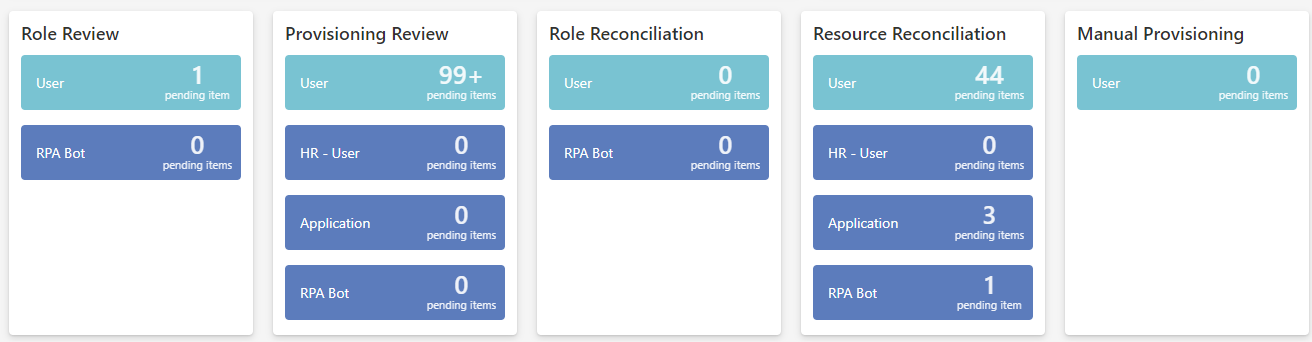 Role Review
User
1
pending item
RPA Bot
0
pending items
Provisioning Review
User
99+
pending items
HR - User
0
pending items
Application
0
pending items
RPA Bot
0
pending items
Role Reconciliation
User
0
pending items
RPA Bot
0
pending items
Resource Reconciliation
User
44
pending items
HR - User
0
pending items
Application
3
pending items
RPA Bot
1
pending item
Manual Provisioning
User
0
pending items